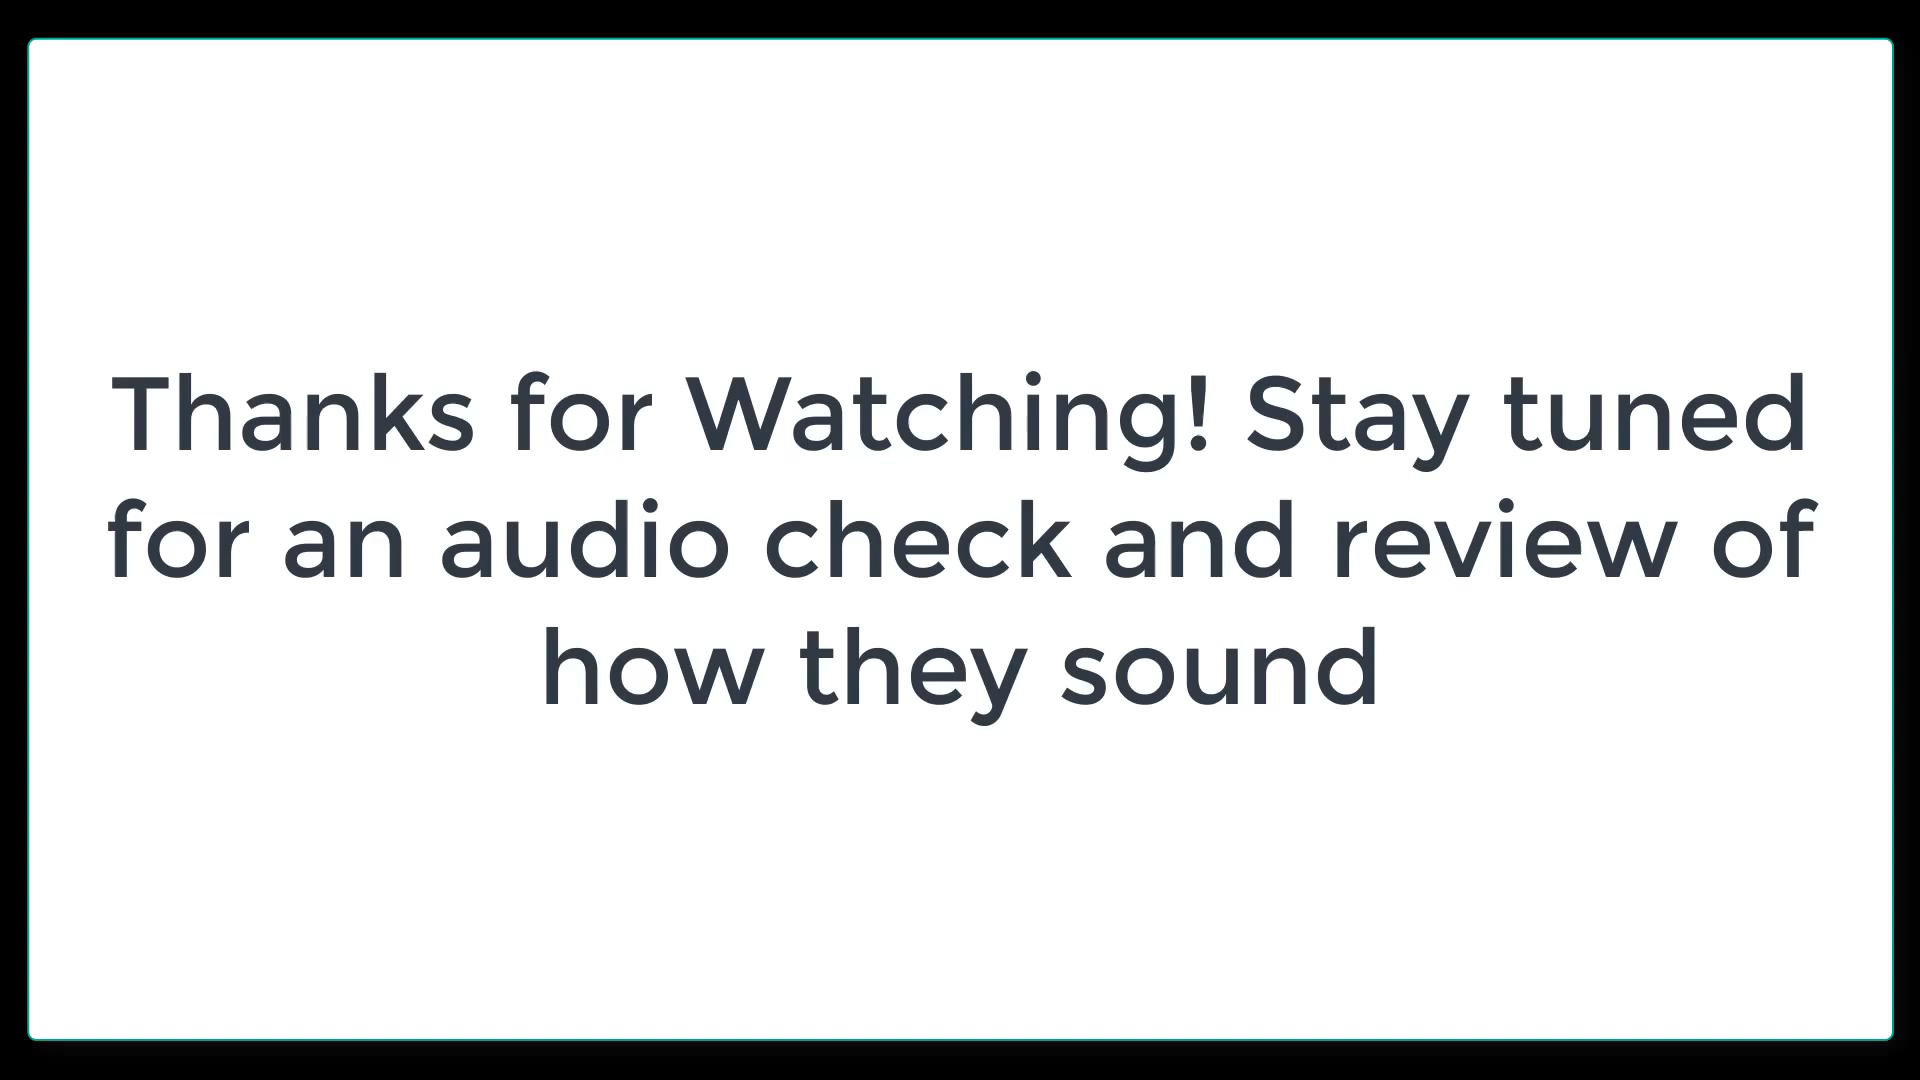 Thanks for Watching! Stay tuned
for an audio check and review of
how they sound